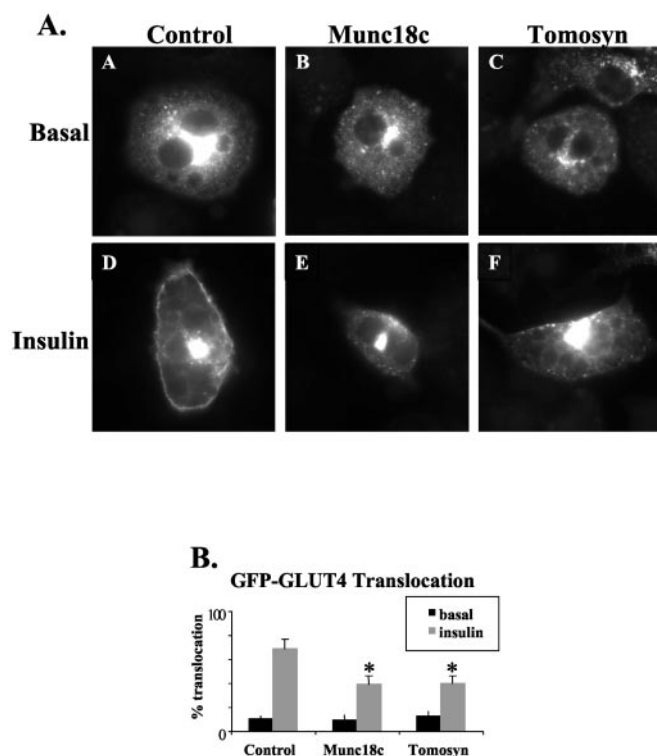 A.
Control Munc18c Tomosyn
Basal
A B C
Insulin
D E F
B.
GFP-GLUT4 Translocation
basal
insulin
% translocation
100
0
* *
Control Munc18c Tomosyn